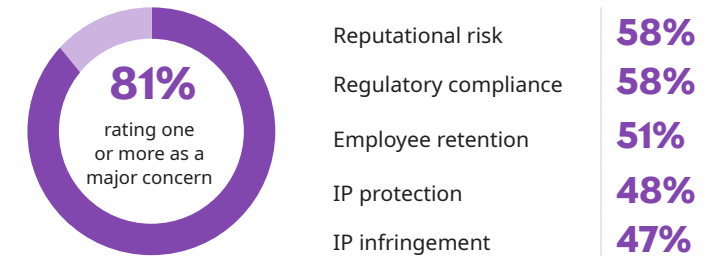 81%
rating one
or more as a
major concern
Reputational risk 58%
Regulatory compliance 58%
Employee retention 51%
IP protection 48%
IP infringement 47%